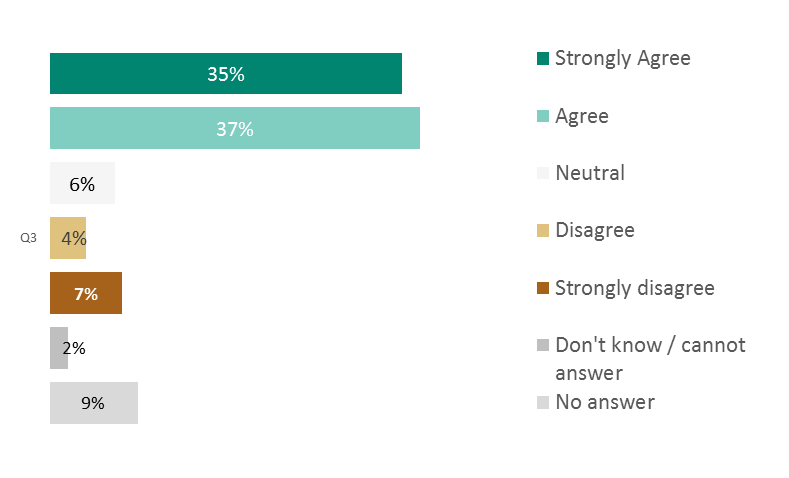 35%
Strongly Agree
37%
Agree
6%
Neutral
Q3
4%
Disagree
7%
Strongly disagree
2%
Don't know / cannot
answer
9%
No answer